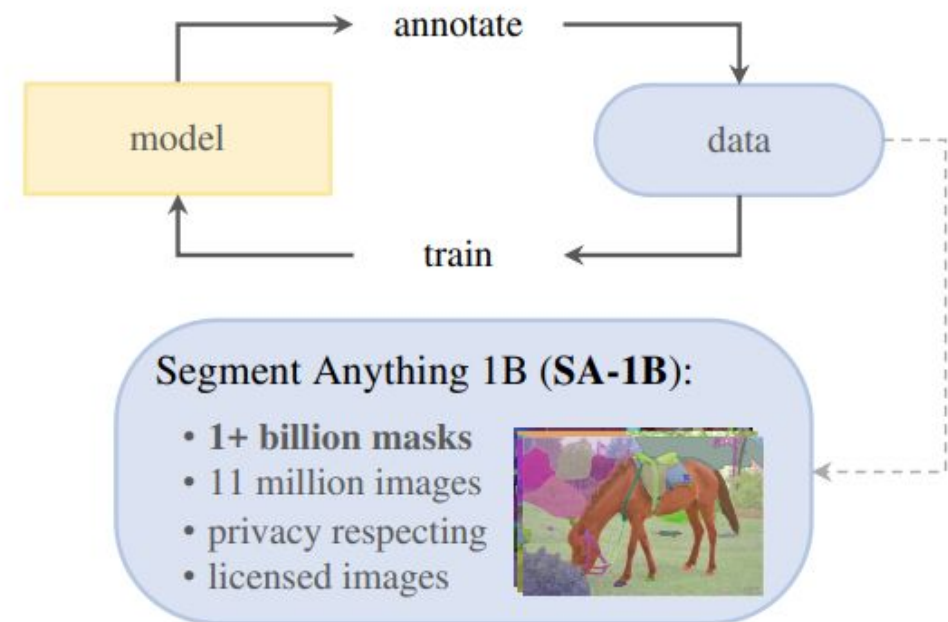 annotate
model
data
train
Segment Anything 1B (SA-1B):
• 1+ billion masks
• 11 million images
• privacy respecting
• licensed images